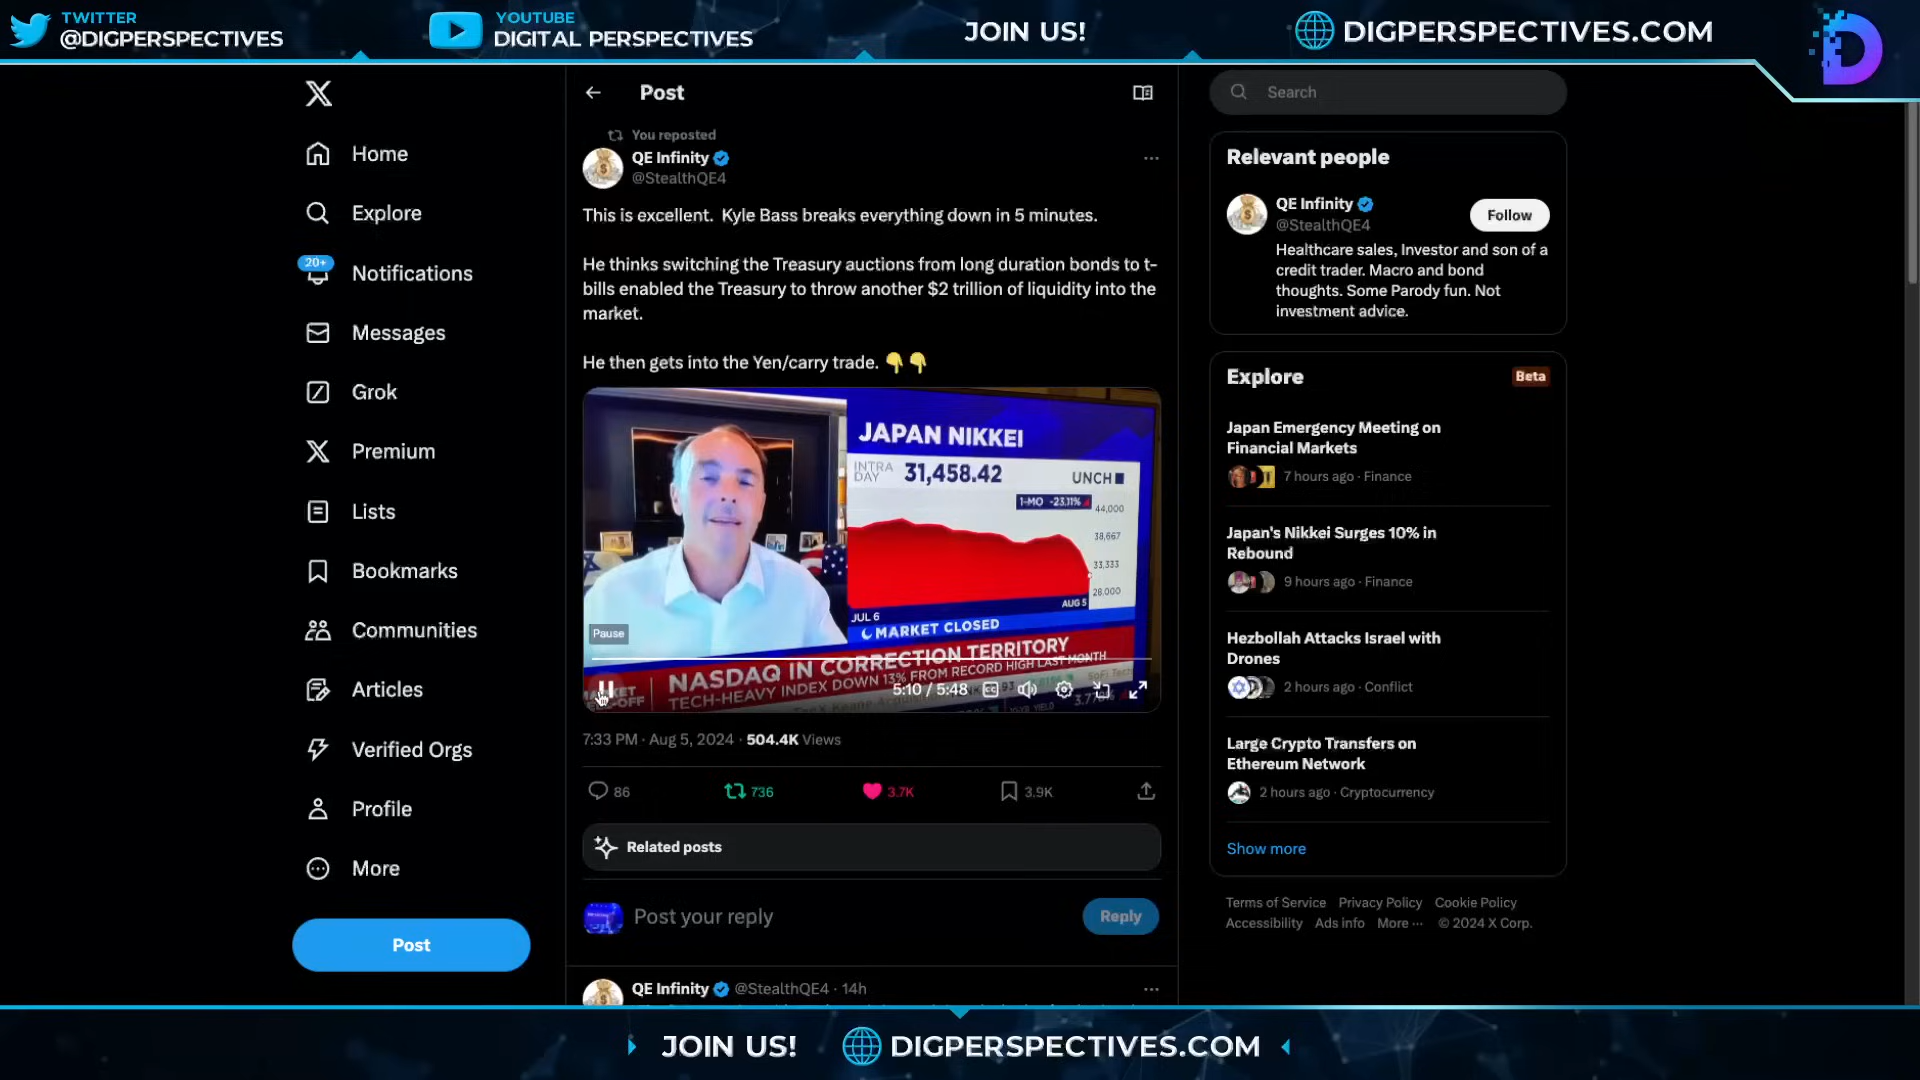 TWITTER
@DIGPERSPECTIVES
YOUTUBE
DIGITAL PERSPECTIVES
JOIN US!
DIGPERSPECTIVES.COM
Home
Explore
20+
Notifications
Messages
Grok
Premium
Lists
Bookmarks
Communities
Articles
Verified Orgs
Profile
More
Post
Post
You reposted
QE Infinity
@StealthQE4
This is excellent. Kyle Bass breaks everything down in 5 minutes.
He thinks switching the Treasury auctions from long duration bonds to t-
bills enabled the Treasury to throw another $2 trillion of liquidity into the
market.
He then gets into the Yen/carry trade. 👇👇
JAPAN NIKKEI
INTRA
DAY
31,458.42
UNCH
1-MO -23.11%
44,000
38,667
33,333
28,000
JUL 6
AUG 5
MARKET CLOSED
Pause
NASDAQ IN CORRECTION TERRITORY
TECH-HEAVY INDEX DOWN 13% FROM RECORD HIGH LAST MONTH
5:10 / 5:48
7:33 PM · Aug 5, 2024 · 504.4K Views
86
736
3.7K
3.9K
Related posts
Post your reply
Reply
QE Infinity @StealthQE4 · 14h
Search
Relevant people
QE Infinity
@StealthQE4
Follow
Healthcare sales, Investor and son of a
credit trader. Macro and bond
thoughts. Some Parody fun. Not
investment advice.
Explore
Beta
Japan Emergency Meeting on
Financial Markets
7 hours ago · Finance
Japan's Nikkei Surges 10% in
Rebound
9 hours ago · Finance
Hezbollah Attacks Israel with
Drones
2 hours ago · Conflict
Large Crypto Transfers on
Ethereum Network
2 hours ago · Cryptocurrency
Show more
Terms of Service Privacy Policy Cookie Policy
Accessibility Ads info More ··· © 2024 X Corp.
JOIN US!
DIGPERSPECTIVES.COM